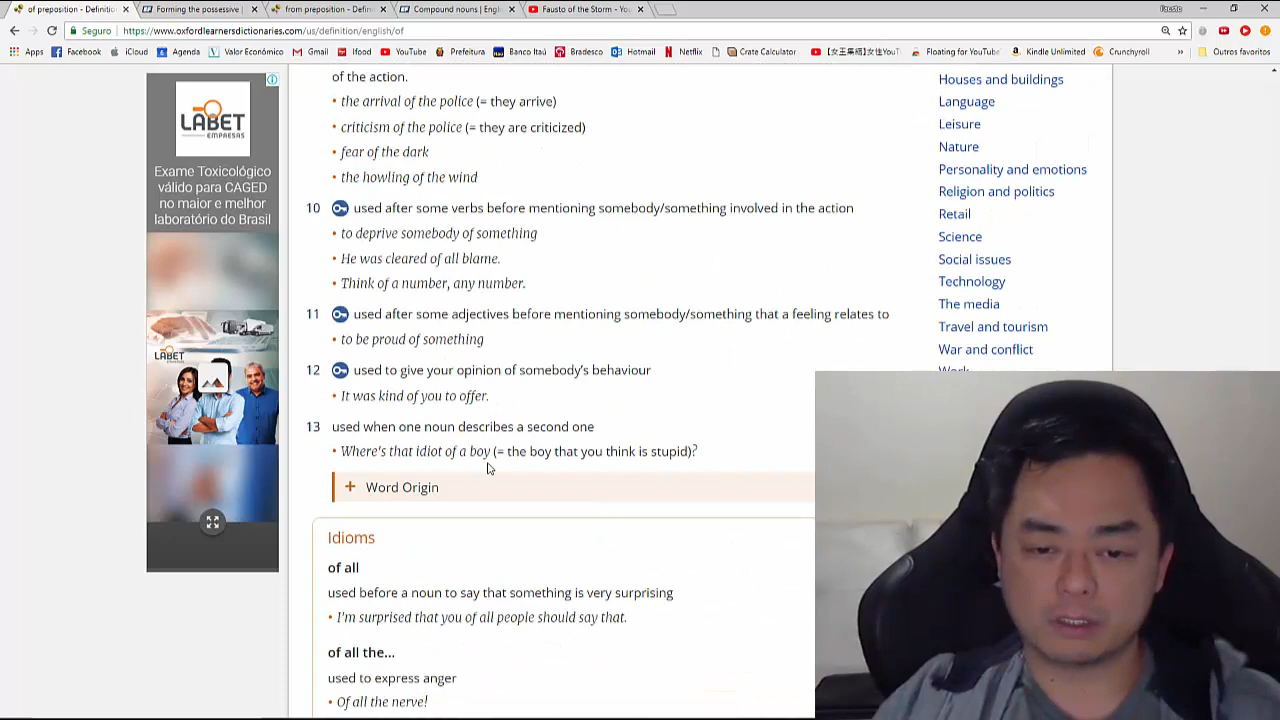 of preposition - Definiti
Forming the possessive |
from preposition - Defini
Compound nouns | Engli
Fausto of the Storm - You
Fausto
Seguro
https://www.oxfordlearnersdictionaries.com/us/definition/english/of
Apps
Facebook
iCloud
Agenda
Valor Econômico
Gmail
Ifood
YouTube
Prefeitura
Banco Itaú
Bradesco
Hotmail
Netflix
Crate Calculator
Floating for YouTube
Kindle Unlimited
Crunchyroll
»
Outros favoritos
LABET
EMPRESAS
Exame Toxicológico
válido para CAGED
no maior e melhor
laboratório do Brasil
LABET
of the action.
• the arrival of the police (= they arrive)
• criticism of the police (= they are criticized)
• fear of the dark
• the howling of the wind
10 used after some verbs before mentioning somebody/something involved in the action
• to deprive somebody of something
• He was cleared of all blame.
• Think of a number, any number.
11 used after some adjectives before mentioning somebody/something that a feeling relates to
• to be proud of something
12 used to give your opinion of somebody's behaviour
• It was kind of you to offer.
13 used when one noun describes a second one
• Where's that idiot of a boy (= the boy that you think is stupid)?
+ Word Origin
Idioms
of all
used before a noun to say that something is very surprising
• I'm surprised that you of all people should say that.
of all the…
used to express anger
• Of all the nerve!
Houses and buildings
Language
Leisure
Nature
Personality and emotions
Religion and politics
Retail
Science
Social issues
Technology
The media
Travel and tourism
War and conflict
Work